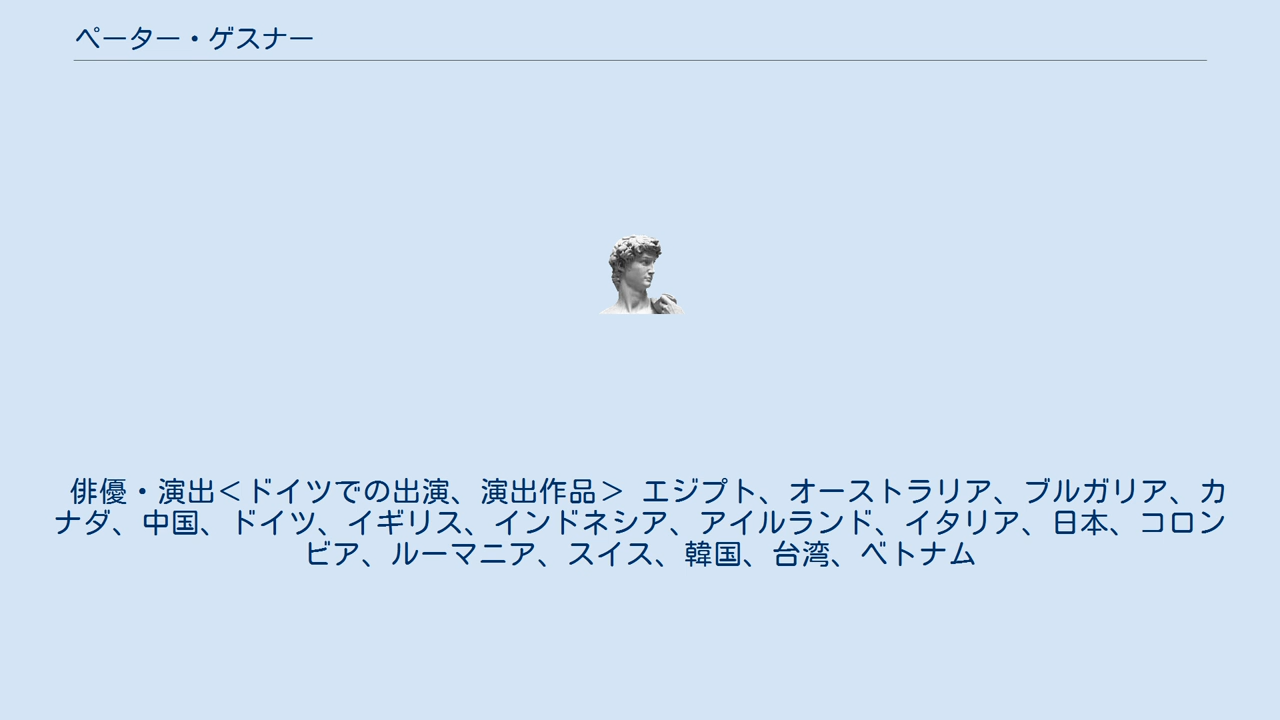 ペーター・ゲスナー
俳優・演出＜ドイツでの出演、演出作品＞ エジプト、オーストラリア、ブルガリア、カ
ナダ、中国、ドイツ、イギリス、インドネシア、アイルランド、イタリア、日本、コロン
ビア、ルーマニア、スイス、韓国、台湾、ベトナム